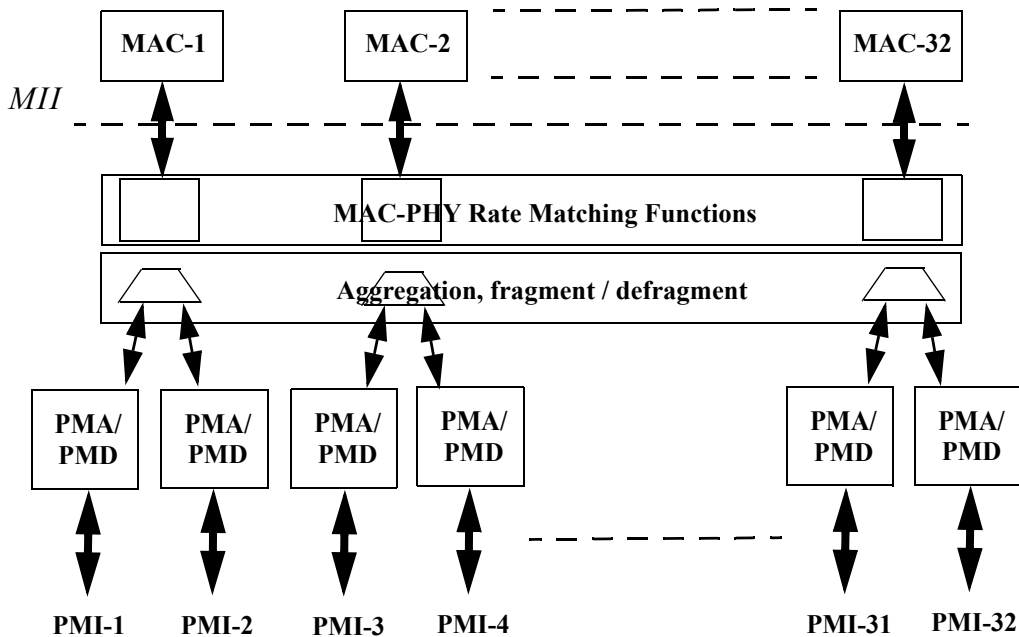 MAC-1
MAC-2
MAC-32
MII
MAC-PHY Rate Matching Functions
Aggregation, fragment / defragment
PMA/
PMD
PMA/
PMD
PMA/
PMD
PMA/
PMD
PMA/
PMD
PMA/
PMD
PMI-1
PMI-2
PMI-3
PMI-4
PMI-31
PMI-32